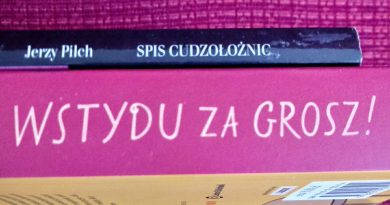 Jerzy Pilch SPIS CUDZOŁOŻNIC
WSTYDU ZA GROSZ!